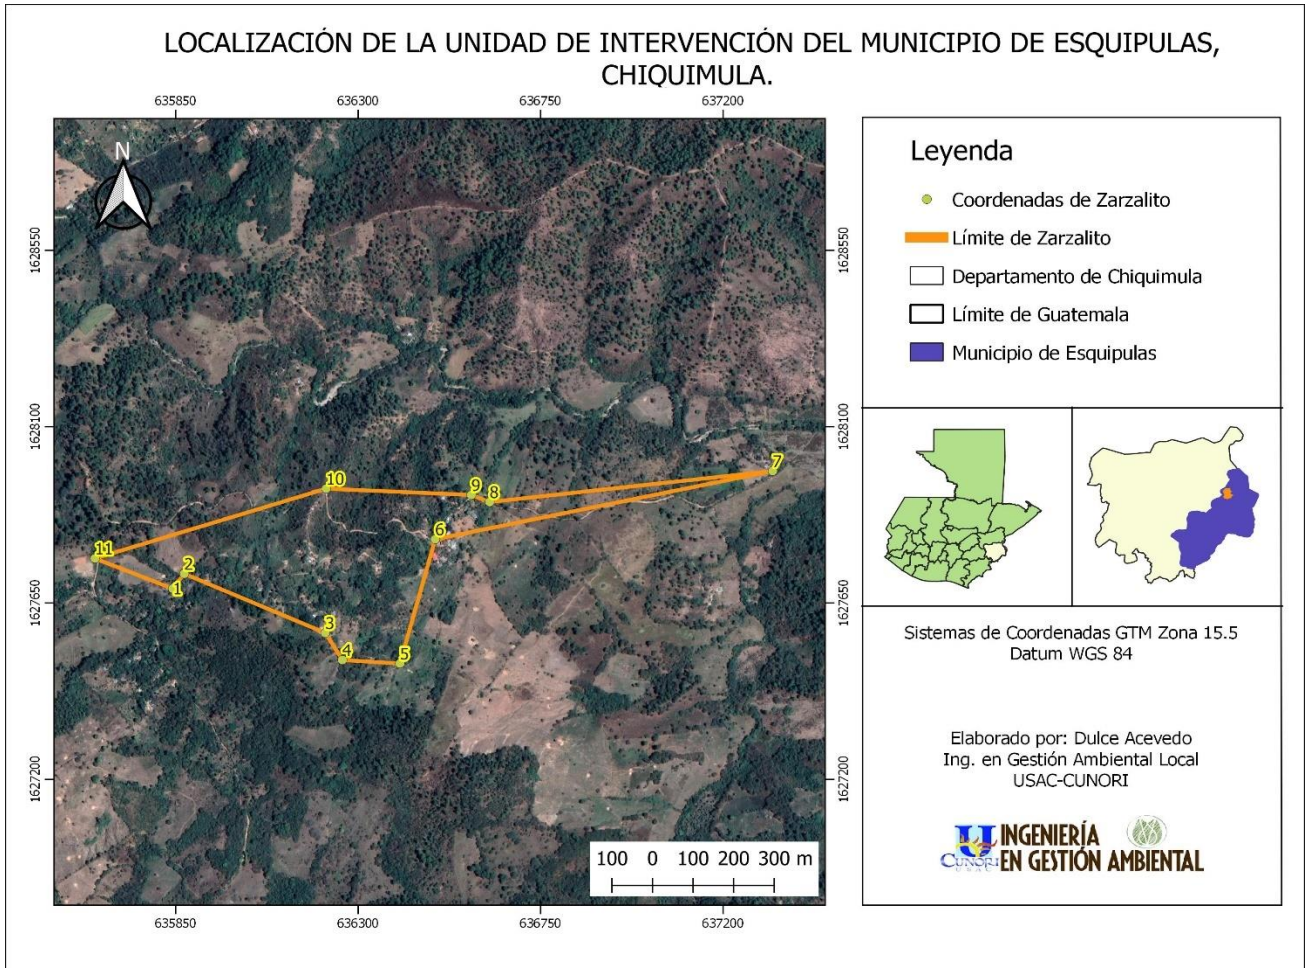 LOCALIZACIÓN DE LA UNIDAD DE INTERVENCIÓN DEL MUNICIPIO DE ESQUIPULAS,
CHIQUIMULA.
635850 636300 636750 637200
N
1628550 1628550
1628100 1628100
7
10
9
8
6
11
2
1
1627650 1627650
3
4
5
1627200 1627200
100 0 100 200 300 m
635850 636300 636750 637200
Leyenda
Coordenadas de Zarzalito
Límite de Zarzalito
Departamento de Chiquimula
Límite de Guatemala
Municipio de Esquipulas
Sistemas de Coordenadas GTM Zona 15.5
Datum WGS 84
Elaborado por: Dulce Acevedo
Ing. en Gestión Ambiental Local
USAC-CUNORI
CUNORI
USAC
INGENIERÍA
EN GESTIÓN AMBIENTAL